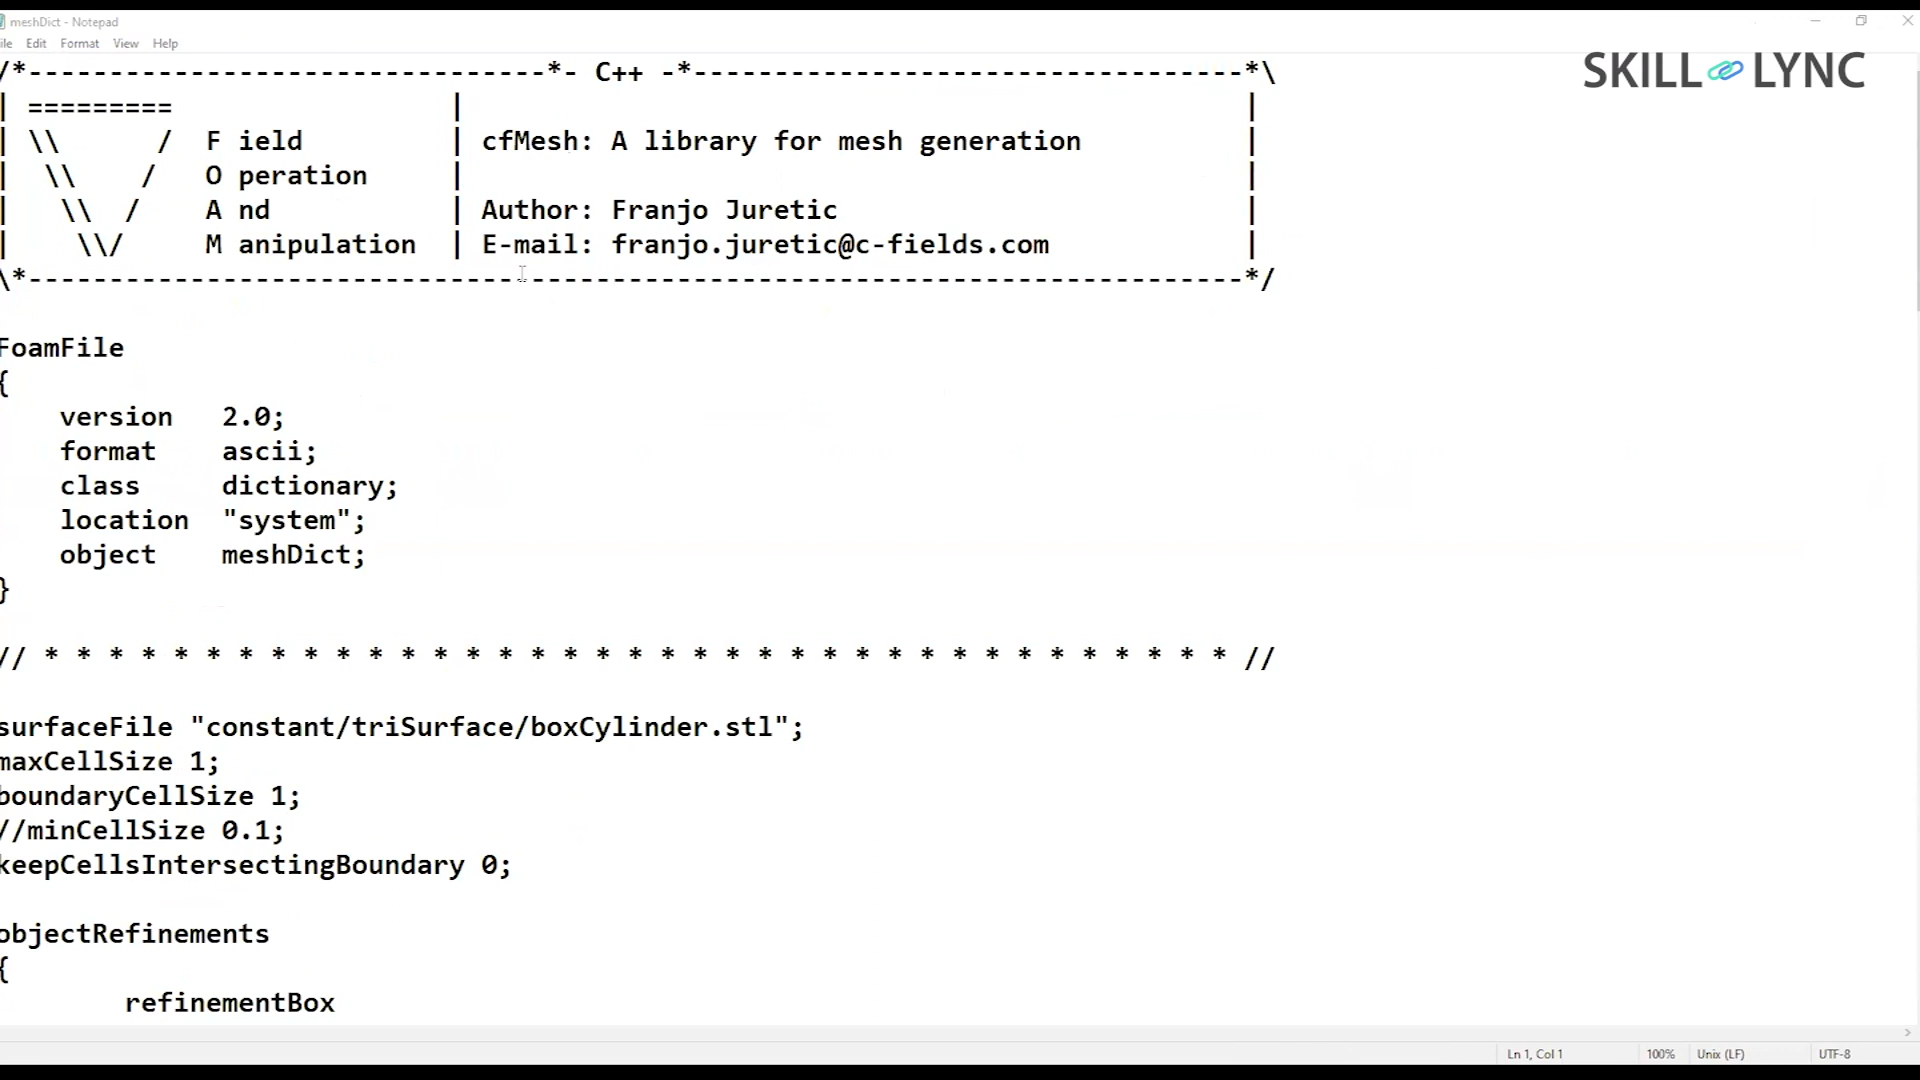 meshDict - Notepad
ile Edit Format View Help
SKILL LYNC
/*--------------------------------*- C++ -*----------------------------------*\
| ========= | |
| \\ / F ield | cfMesh: A library for mesh generation |
| \\ / O peration | |
| \\ / A nd | Author: Franjo Juretic |
| \\/ M anipulation | E-mail: franjo.juretic@c-fields.com |
\*---------------------------------------------------------------------------*/
FoamFile
{
version 2.0;
format ascii;
class dictionary;
location "system";
object meshDict;
}
// * * * * * * * * * * * * * * * * * * * * * * * * * * * * * * * * * * * * * //
surfaceFile "constant/triSurface/boxCylinder.stl";
maxCellSize 1;
boundaryCellSize 1;
//minCellSize 0.1;
keepCellsIntersectingBoundary 0;
objectRefinements
{
refinementBox
Ln 1, Col 1 100% Unix (LF) UTF-8